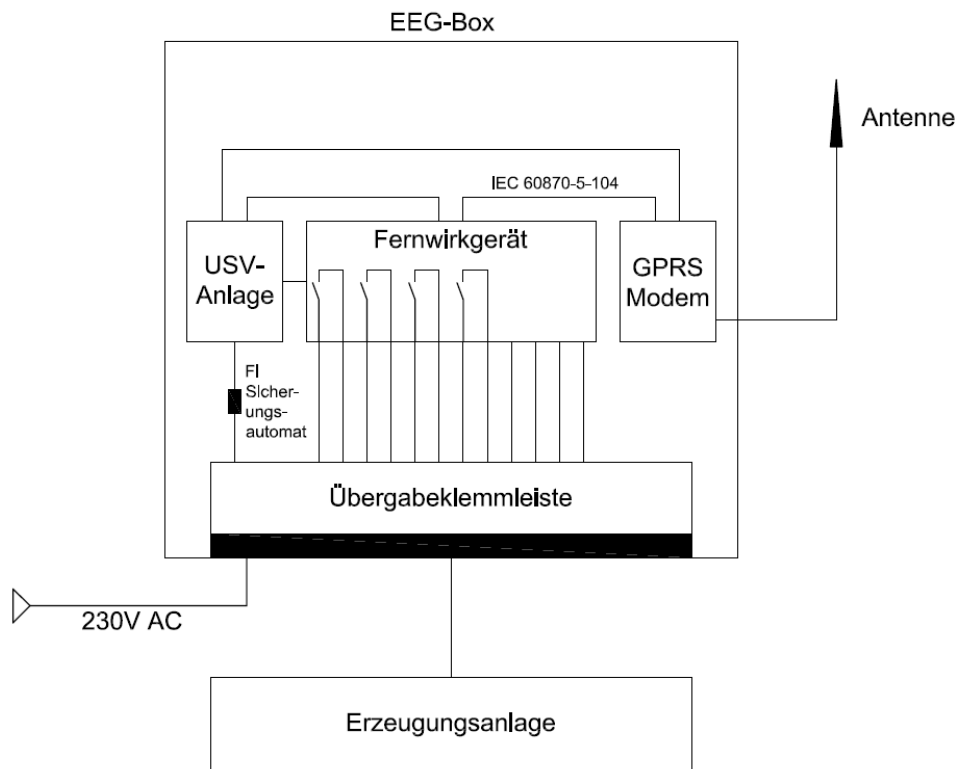 EEG-Box
Antenne
IEC 60870-5-104
Fernwirkgerät
USV-
Anlage
GPRS
Modem
FI
Sicher-
ungs-
automat
Übergabeklemmleiste
230V AC
Erzeugungsanlage